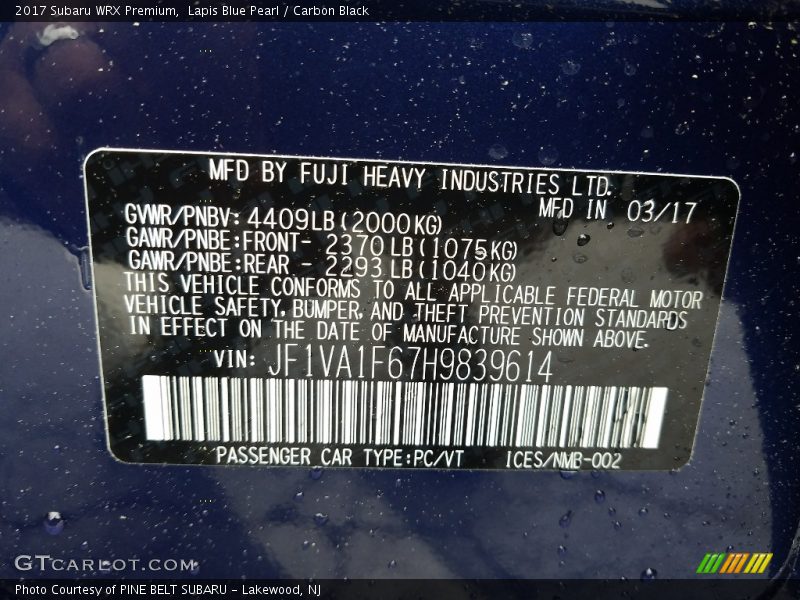 2017 Subaru WRX Premium,  Lapis Blue Pearl / Carbon Black
MFD BY FUJI HEAVY INDUSTRIES LTD.
MFD IN 03/17
GVWR/PNBV: 4409LB(2000KG)
GAWR/PNBE:FRONT- 2370LB(1075KG)
GAWR/PNBE:REAR - 2293LB(1040KG)
THIS VEHICLE CONFORMS TO ALL APPLICABLE FEDERAL MOTOR
VEHICLE SAFETY, BUMPER, AND THEFT PREVENTION STANDARDS
IN EFFECT ON THE DATE OF MANUFACTURE SHOWN ABOVE.
VIN: JF1VA1F67H9839614
PASSENGER CAR TYPE:PC/VT ICES/NMB-002
GTCARLOT.COM
Photo Courtesy of PINE BELT SUBARU - Lakewood, NJ